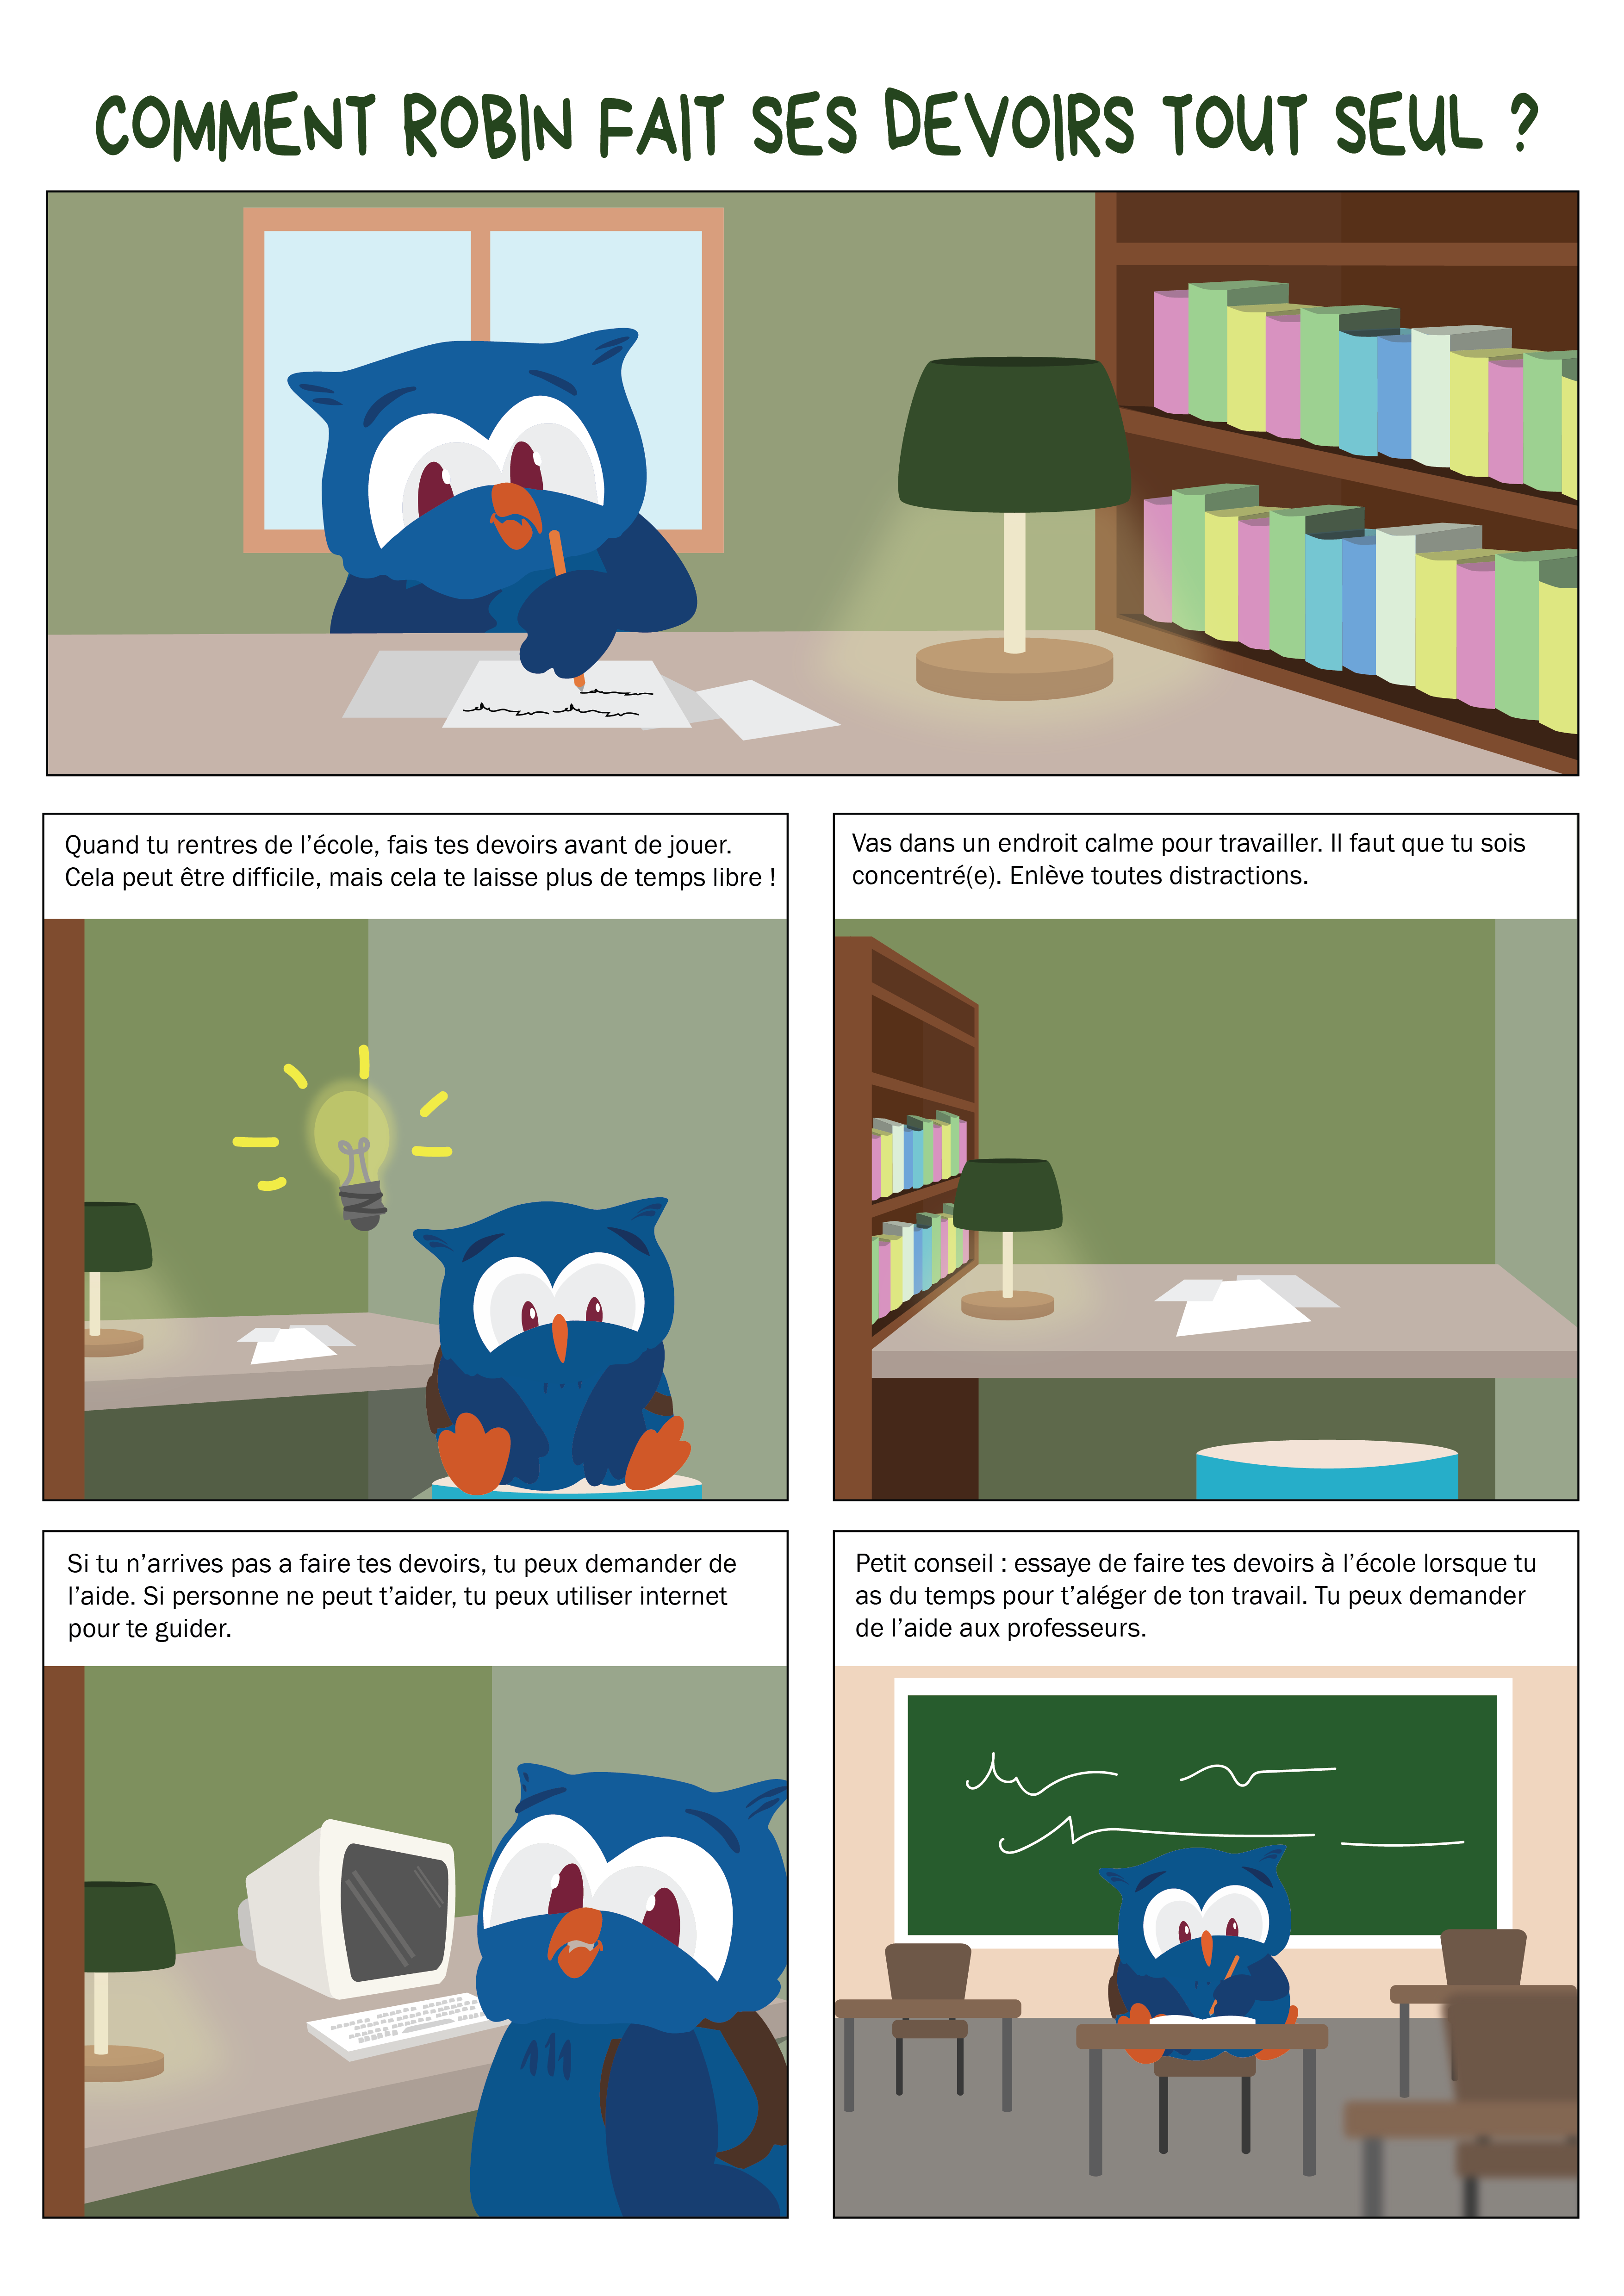 COMMENT ROBIN FAIT SES DEVOIRS TOUT SEUL ?
Quand tu rentres de l'école, fais tes devoirs avant de jouer.
Cela peut être difficile, mais cela te laisse plus de temps libre !
Vas dans un endroit calme pour travailler. Il faut que tu sois
concentré(e). Enlève toutes distractions.
Si tu n'arrives pas a faire tes devoirs, tu peux demander de
l'aide. Si personne ne peut t'aider, tu peux utiliser internet
pour te guider.
Petit conseil : essaye de faire tes devoirs à l'école lorsque tu
as du temps pour t'aléger de ton travail. Tu peux demander
de l'aide aux professeurs.